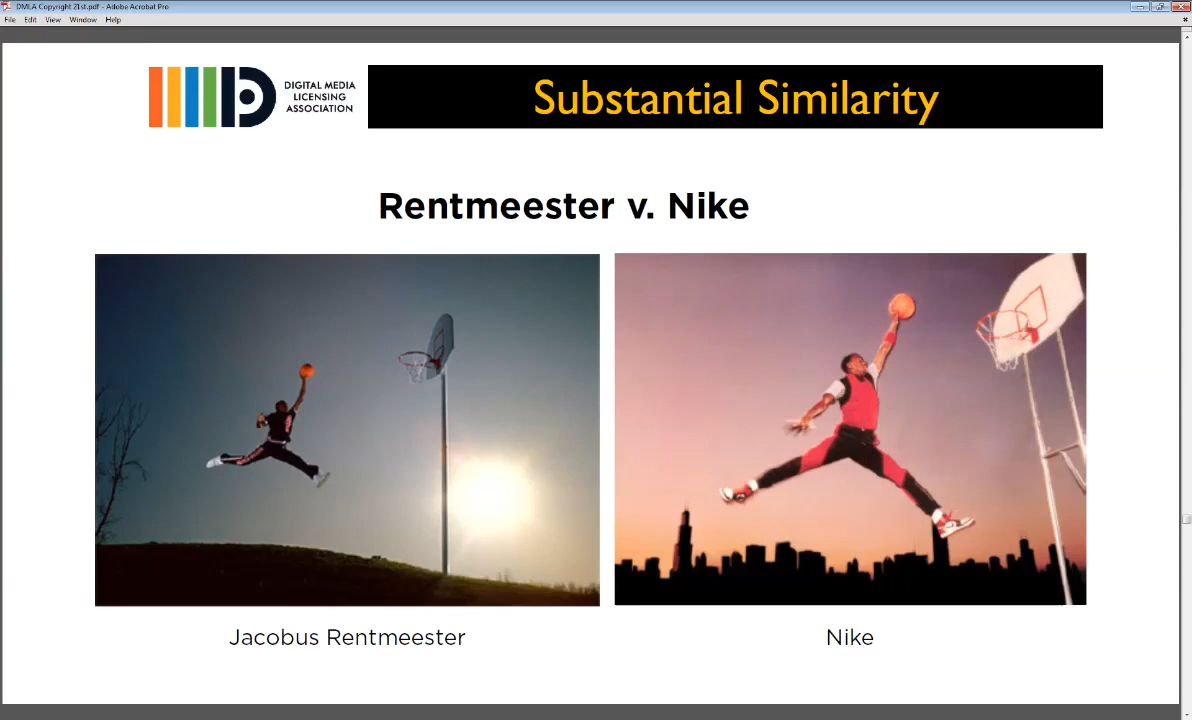 DMLA Copyright 21st.pdf - Adobe Acrobat Pro
File Edit View Window Help
DIGITAL MEDIA
LICENSING
ASSOCIATION
Substantial Similarity
Rentmeester v. Nike
Jacobus Rentmeester
Nike